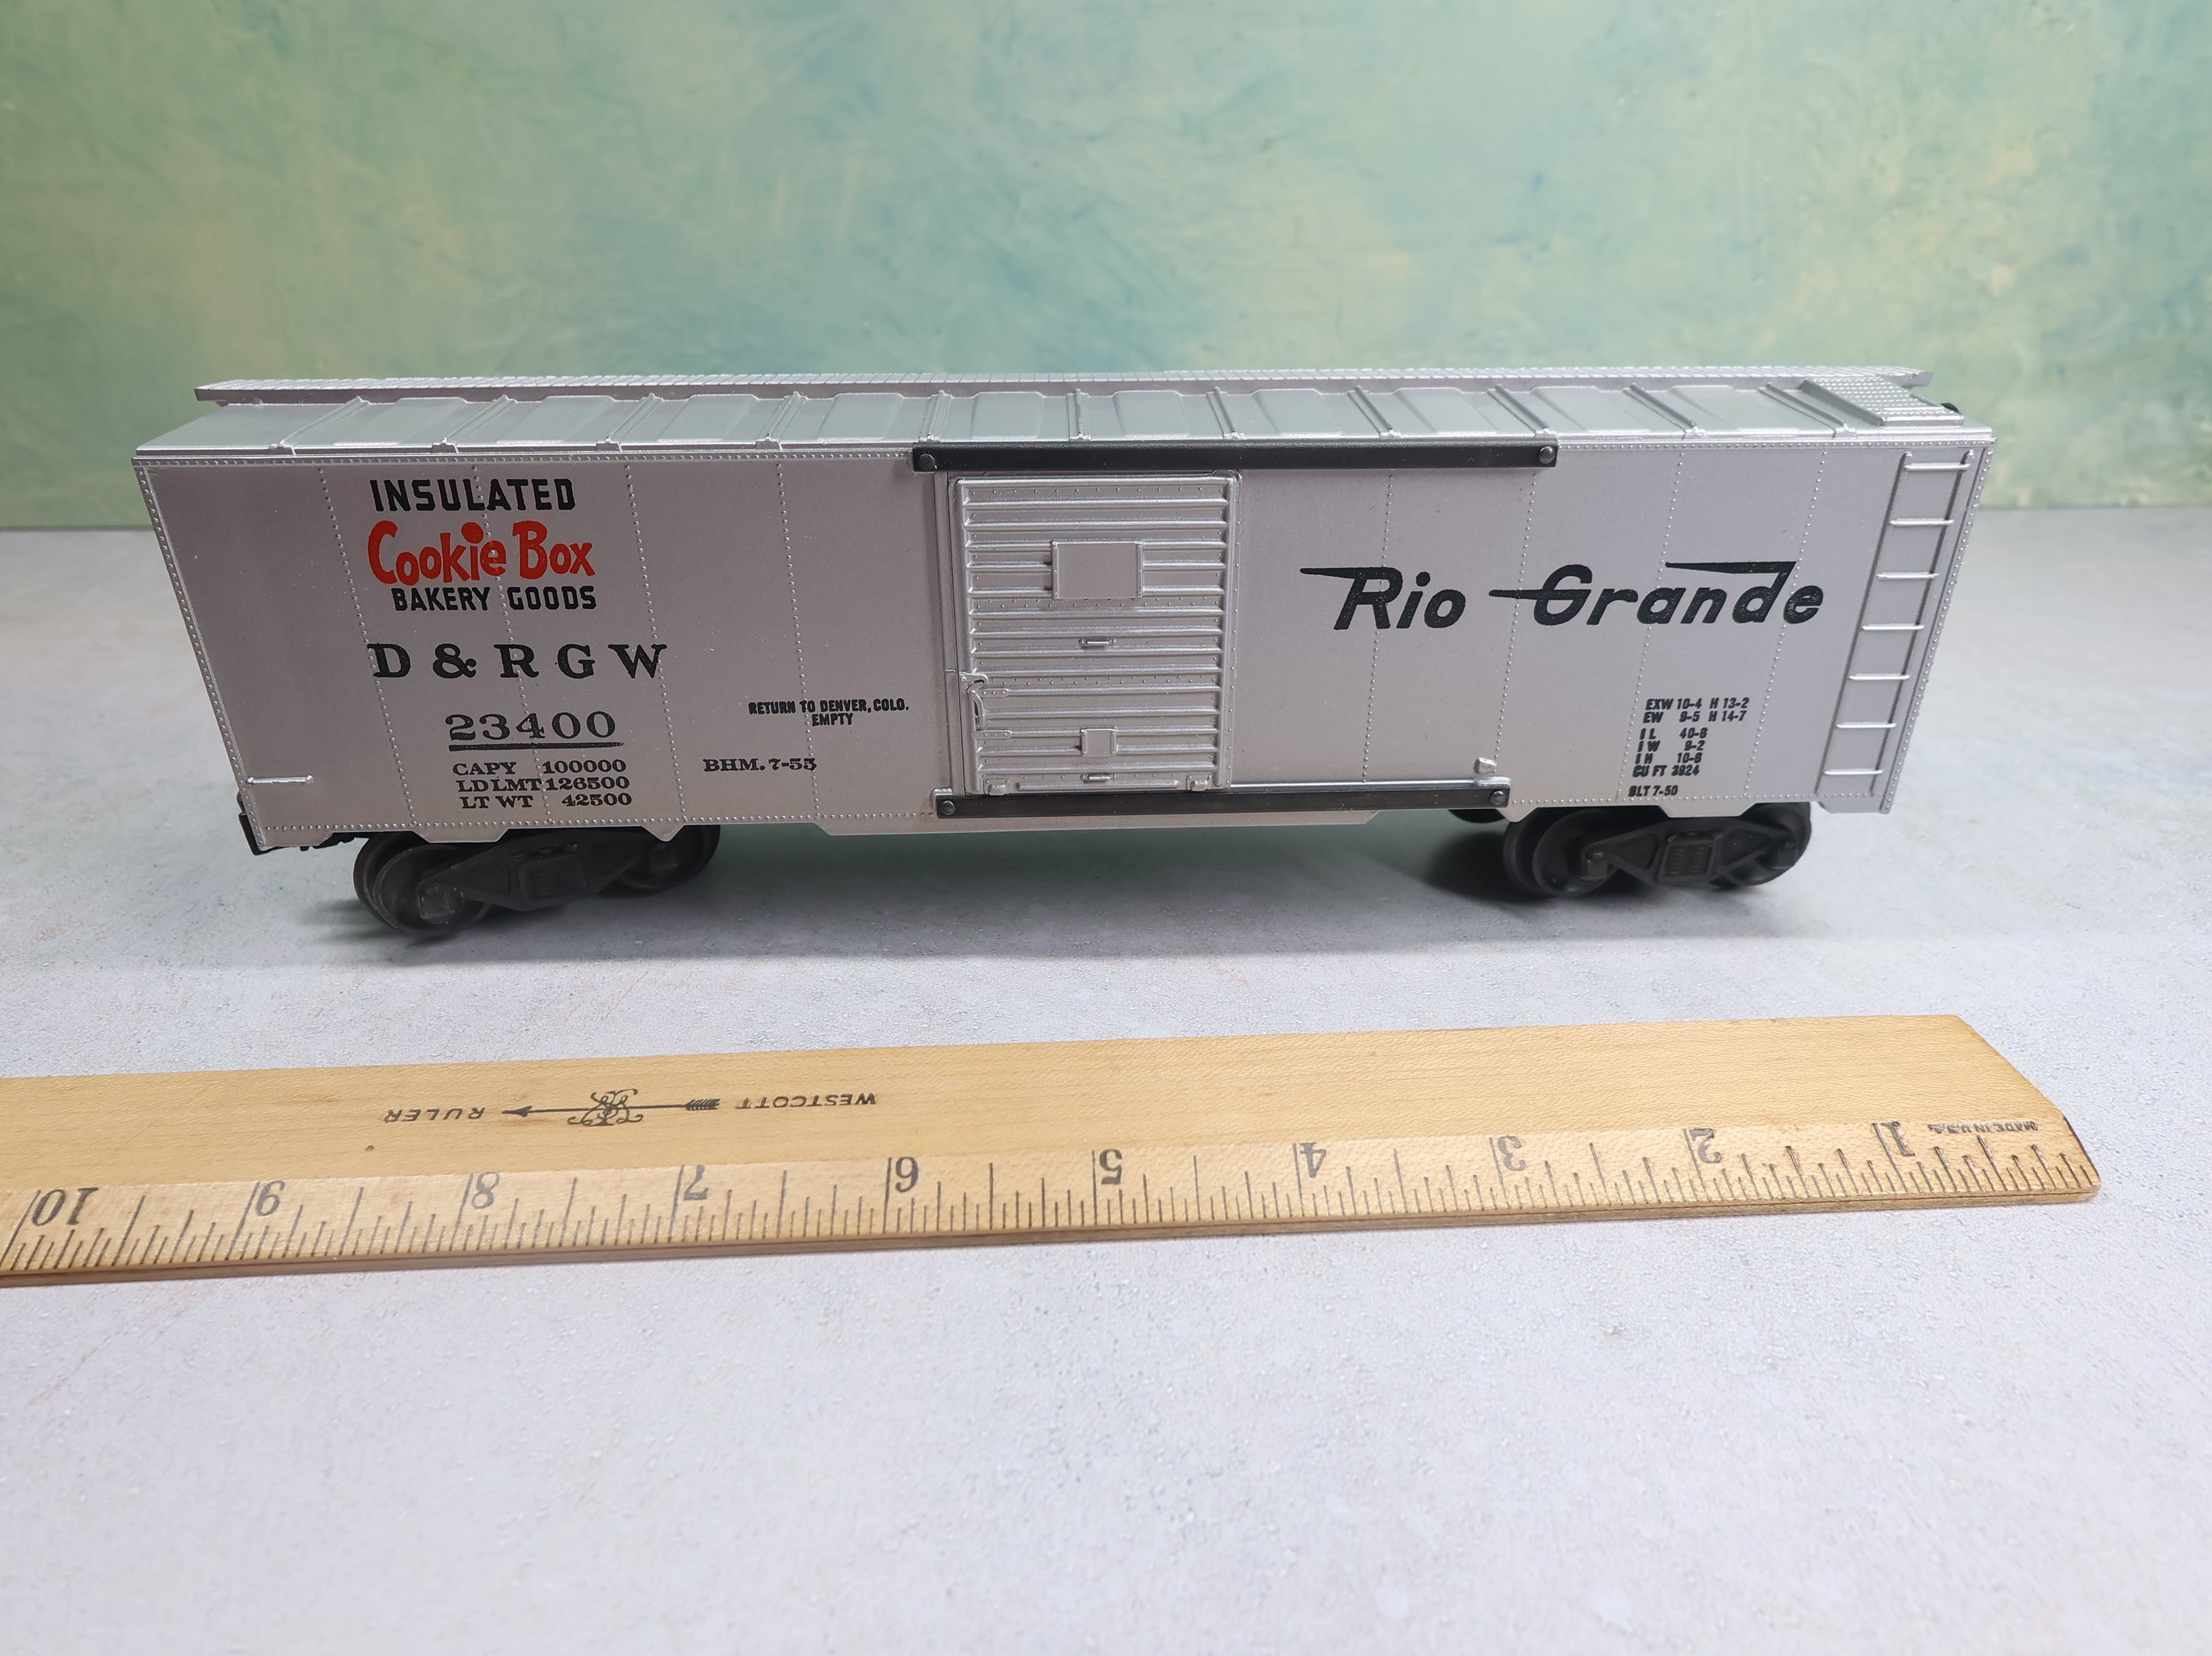 INSULATED
Cookie Box
BAKERY GOODS
D & R G W
23400
CAPY 100000
LD LMT 126500
LT WT 42500
RETURN TO DENVER, COLO.
EMPTY
BHM. 7-55
Rio Grande
EXW 10-4 H 13-2
EW 9-5 H 14-7
IL 40-6
IW 9-2
IH 10-6
CU FT 3924
BLT 7-50
WESTCOTT RULER
MADE IN U.S.A.
1 2 3 4 5 6 7 8 9 10